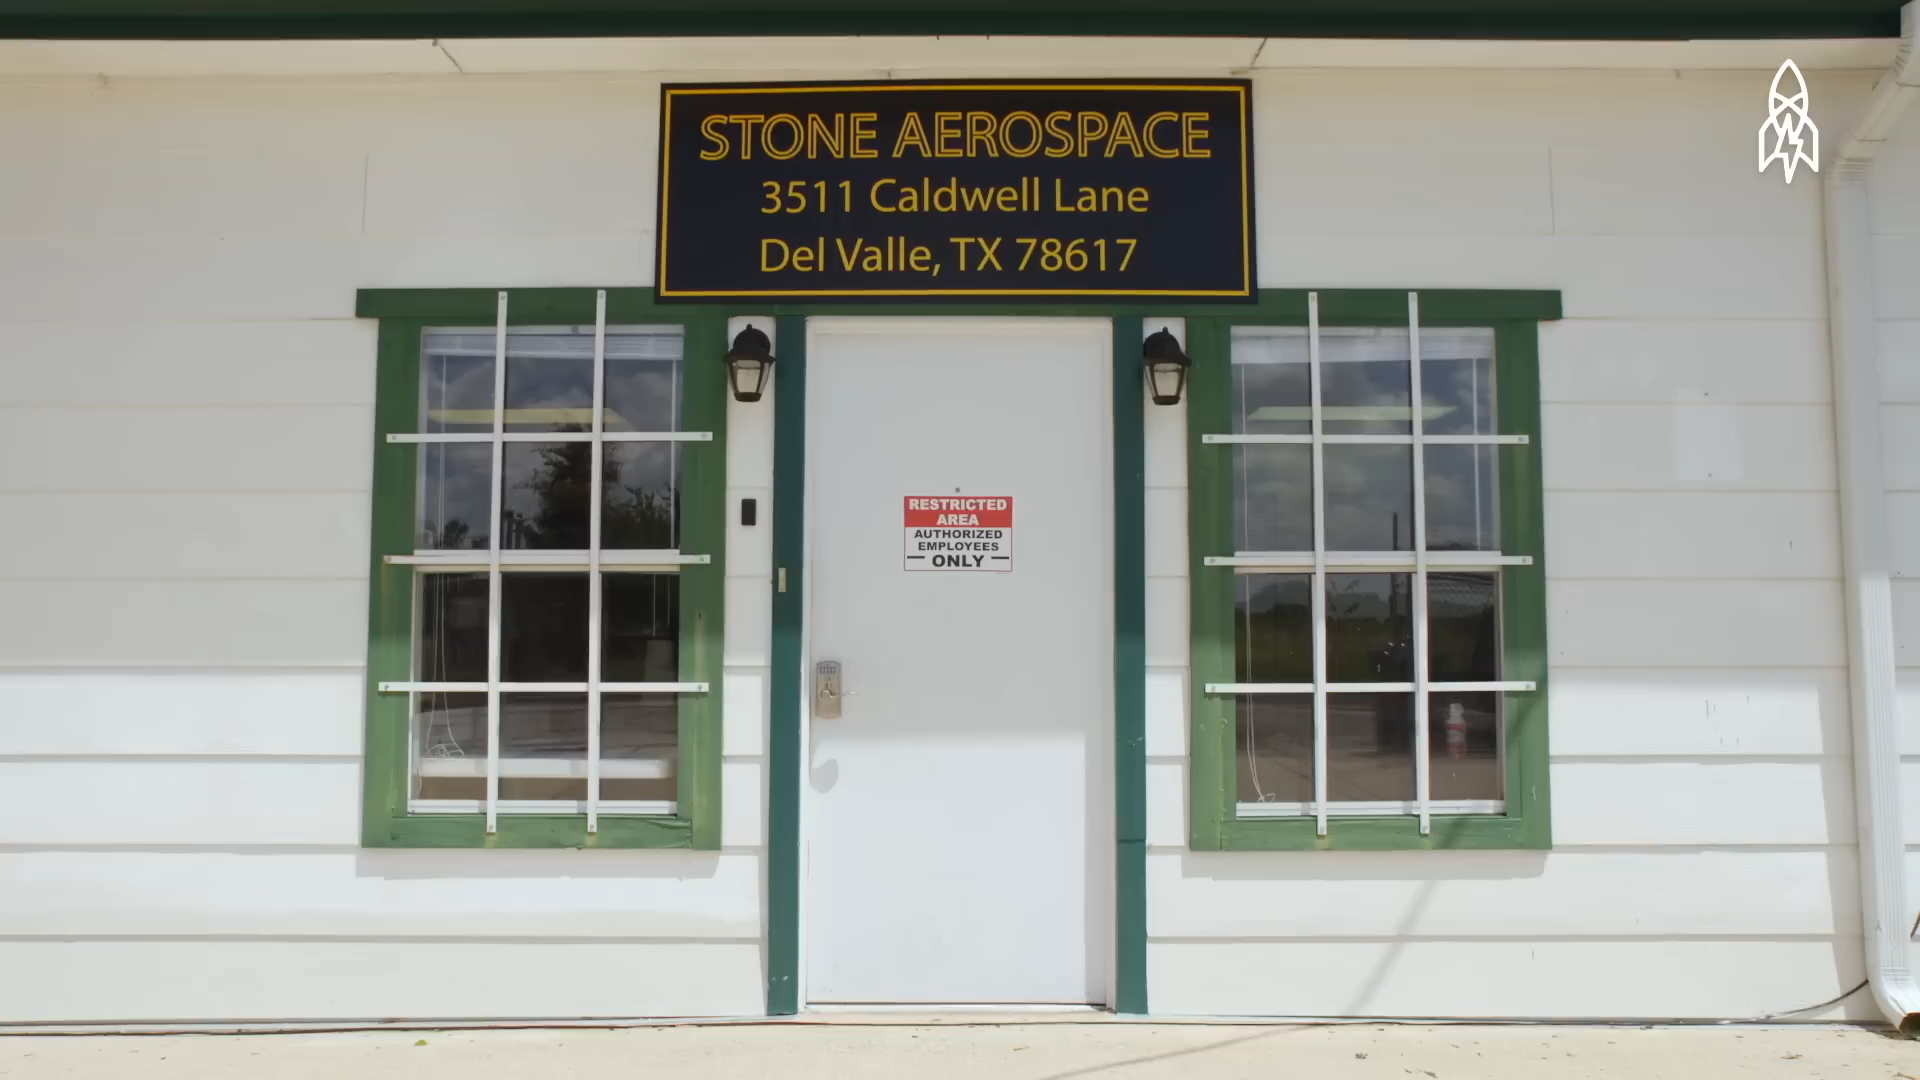 STONE AEROSPACE
3511 Caldwell Lane
Del Valle, TX 78617
RESTRICTED
AREA
AUTHORIZED
EMPLOYEES
ONLY